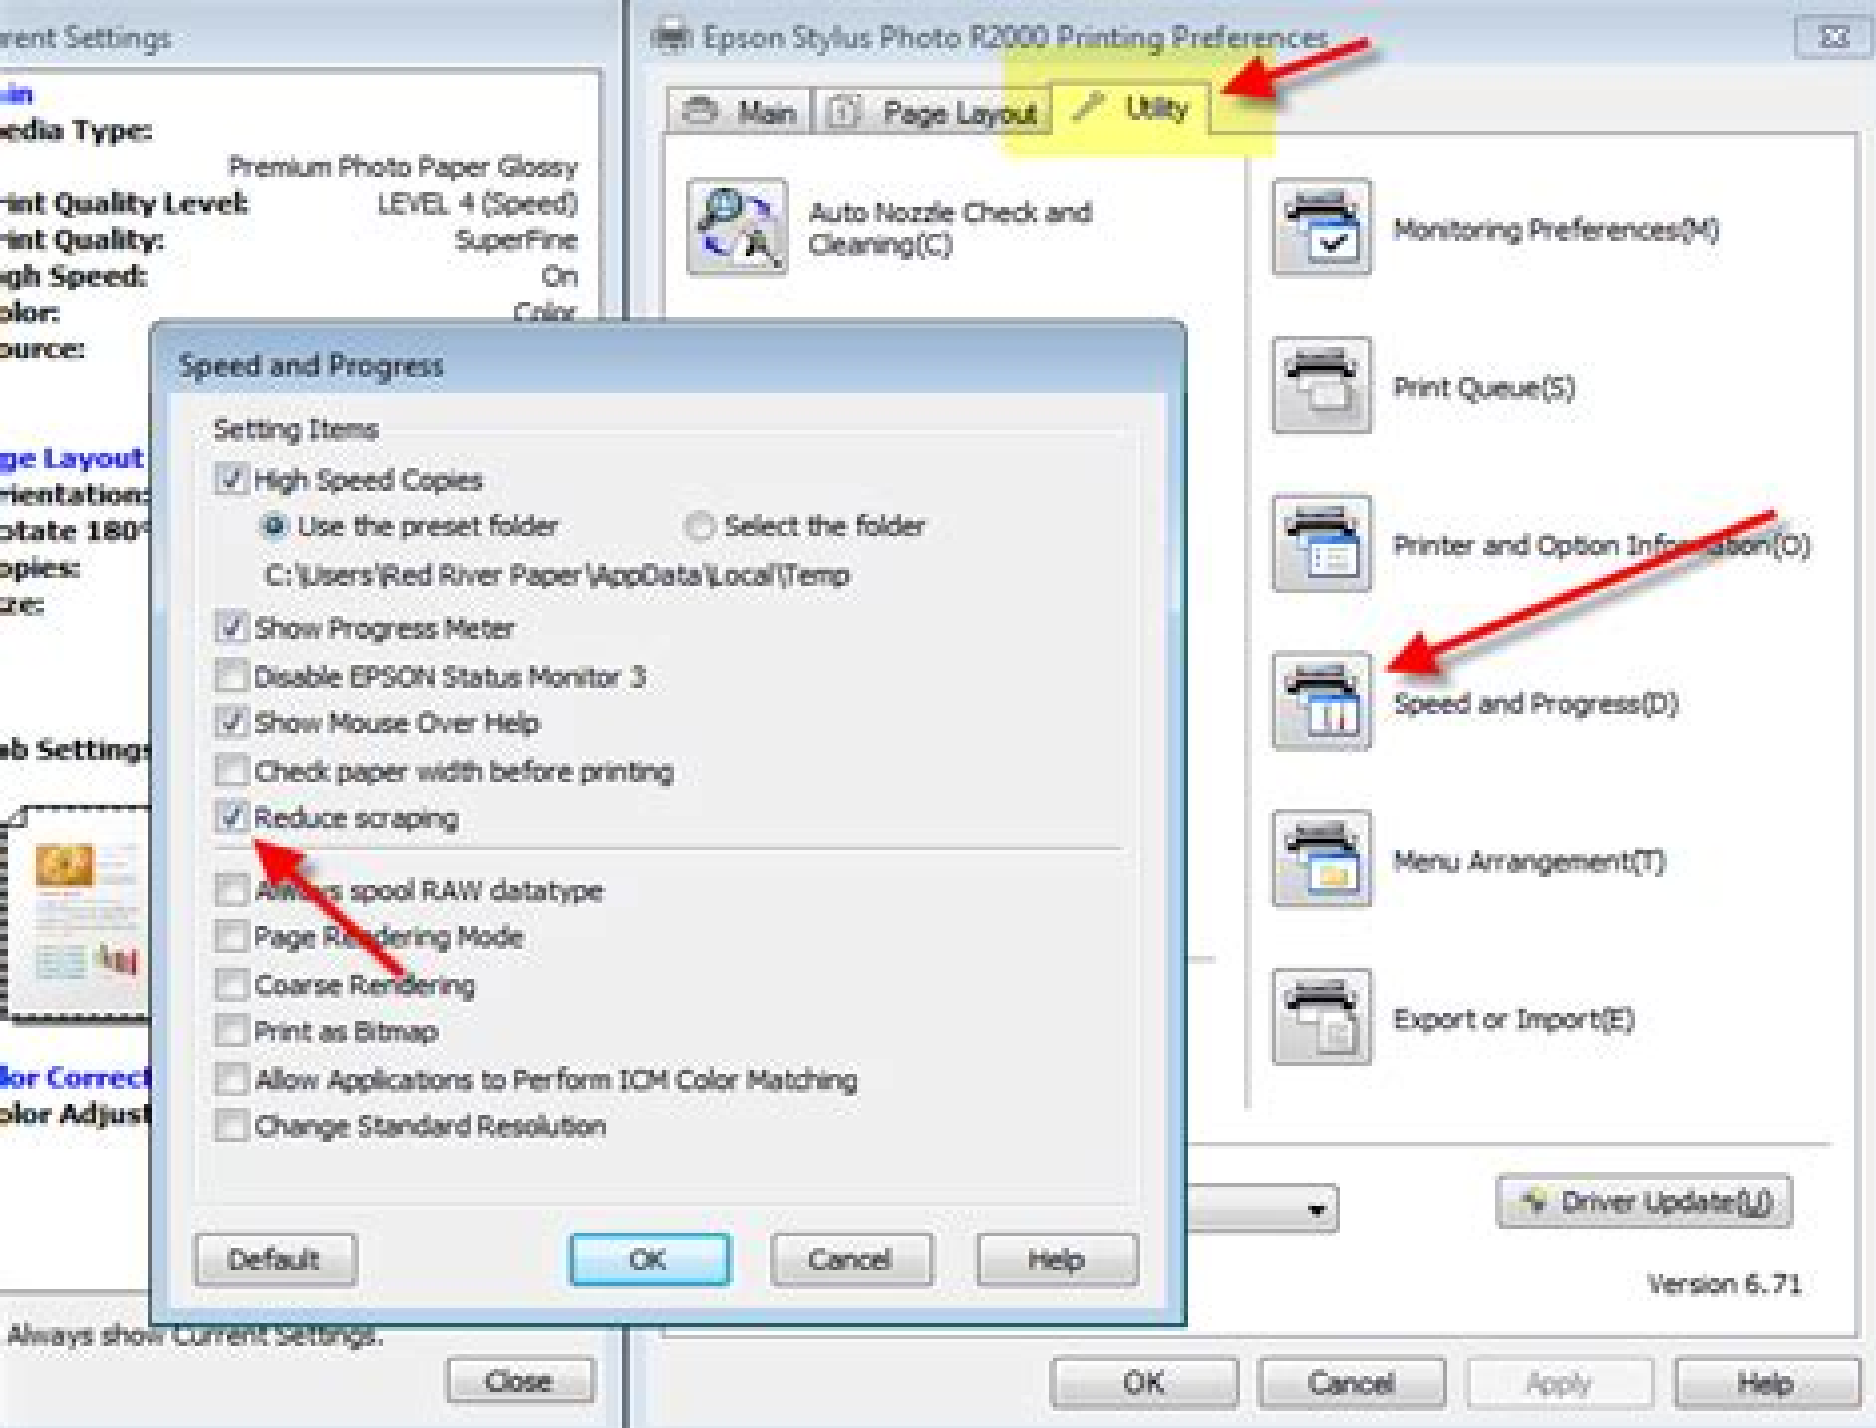 rent Settings
in
edia Type:
Premium Photo Paper Glossy
int Quality Level: LEVEL 4 (Speed)
int Quality: SuperFine
gh Speed: On
olor: Color
ource:
ge Layout
rientation:
otate 180°
opies:
ze:
ab Settings
lor Correct
olor Adjust
Always show Current Settings.
Close
Epson Stylus Photo R2000 Printing Preferences
Main Page Layout Utility
Auto Nozzle Check and
Cleaning(C)
Monitoring Preferences(M)
Print Queue(S)
Printer and Option Information(O)
Speed and Progress(D)
Menu Arrangement(T)
Export or Import(E)
Driver Update(U)
Version 6.71
OK Cancel Apply Help
Speed and Progress
Setting Items
High Speed Copies
Use the preset folder Select the folder
C:\Users\Red River Paper\AppData\Local\Temp
Show Progress Meter
Disable EPSON Status Monitor 3
Show Mouse Over Help
Check paper width before printing
Reduce scraping
Always spool RAW datatype
Page Rendering Mode
Coarse Rendering
Print as Bitmap
Allow Applications to Perform ICM Color Matching
Change Standard Resolution
Default OK Cancel Help